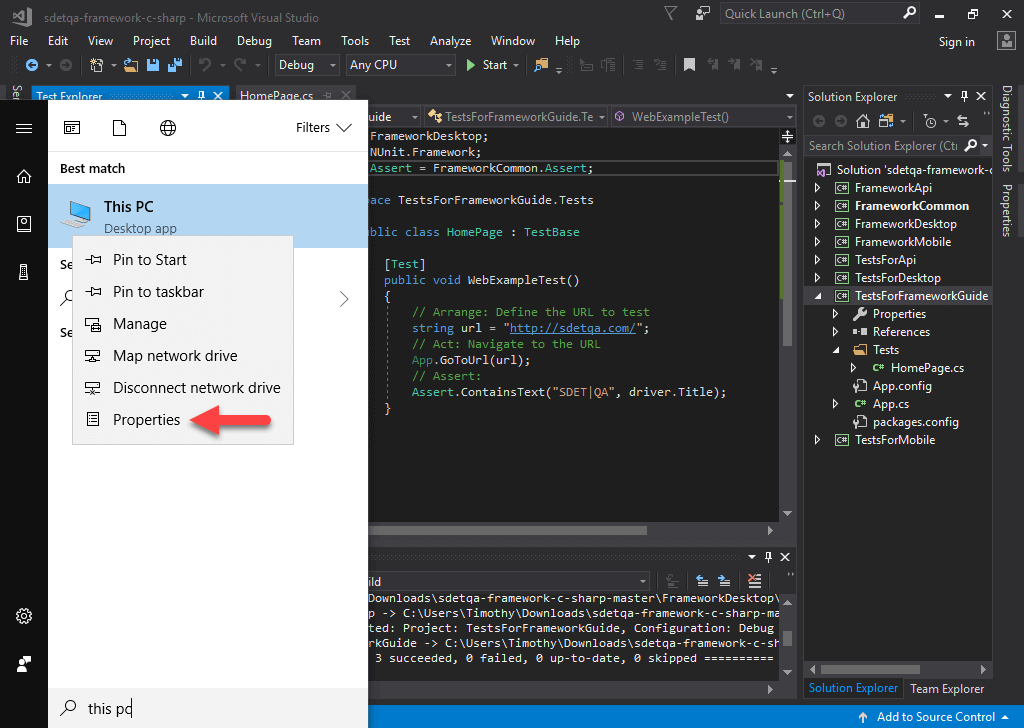 sdetqa-framework-c-sharp - Microsoft Visual Studio
Quick Launch (Ctrl+Q)
File Edit View Project Build Debug Team Tools Test Analyze Window Help
Sign in
Debug Any CPU Start
Test Explorer HomePage.cs
Filters
Best match
This PC
Desktop app
Se
Se
Pin to Start
Pin to taskbar
Manage
Map network drive
Disconnect network drive
Properties
this pc
uide TestsForFrameworkGuide.Te WebExampleTest()
FrameworkDesktop;
NUnit.Framework;
Assert = FrameworkCommon.Assert;
ace TestsForFrameworkGuide.Tests
blic class HomePage : TestBase
[Test]
public void WebExampleTest()
{
// Arrange: Define the URL to test
string url = "http://sdetqa.com/";
// Act: Navigate to the URL
App.GoToUrl(url);
// Assert:
Assert.ContainsText("SDET|QA", driver.Title);
}
ild
Downloads\sdetqa-framework-c-sharp-master\FrameworkDesktop\
p -> C:\Users\Timothy\Downloads\sdetqa-framework-c-sharp-ma
ted: Project: TestsForFrameworkGuide, Configuration: Debug
rkGuide -> C:\Users\Timothy\Downloads\sdetqa-framework-c-sh
3 succeeded, 0 failed, 0 up-to-date, 0 skipped ==========
Solution Explorer
Search Solution Explorer (Ctr
Solution 'sdetqa-framework-c
C# FrameworkApi
C# FrameworkCommon
C# FrameworkDesktop
C# FrameworkMobile
C# TestsForApi
C# TestsForDesktop
C# TestsForFrameworkGuide
Properties
References
Tests
C# HomePage.cs
App.config
C# App.cs
packages.config
C# TestsForMobile
Solution Explorer Team Explorer
Diagnostic Tools
Properties
Add to Source Control